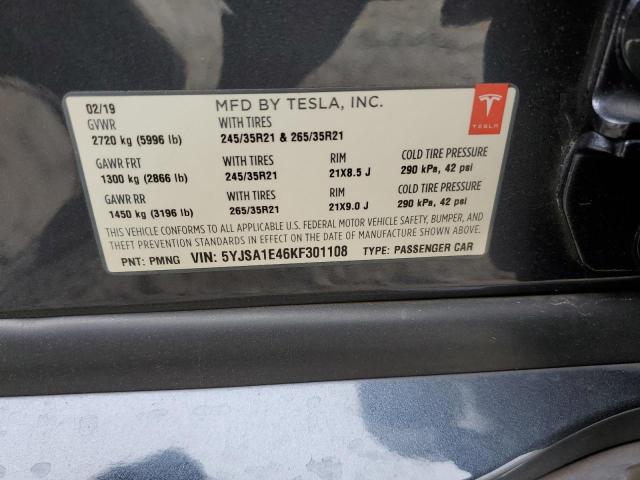 02/19 MFD BY TESLA, INC.
GVWR WITH TIRES
2720 kg (5996 lb) 245/35R21 & 265/35R21
TESLA
GAWR FRT WITH TIRES RIM COLD TIRE PRESSURE
1300 kg (2866 lb) 245/35R21 21X8.5 J 290 kPa, 42 psi
GAWR RR WITH TIRES RIM COLD TIRE PRESSURE
1450 kg (3196 lb) 265/35R21 21X9.0 J 290 kPa, 42 psi
THIS VEHICLE CONFORMS TO ALL APPLICABLE U.S. FEDERAL MOTOR VEHICLE SAFETY, BUMPER, AND
THEFT PREVENTION STANDARDS IN EFFECT ON THE DATE OF MANUFACTURE SHOWN ABOVE.
PNT: PMNG VIN: 5YJSA1E46KF301108 TYPE: PASSENGER CAR